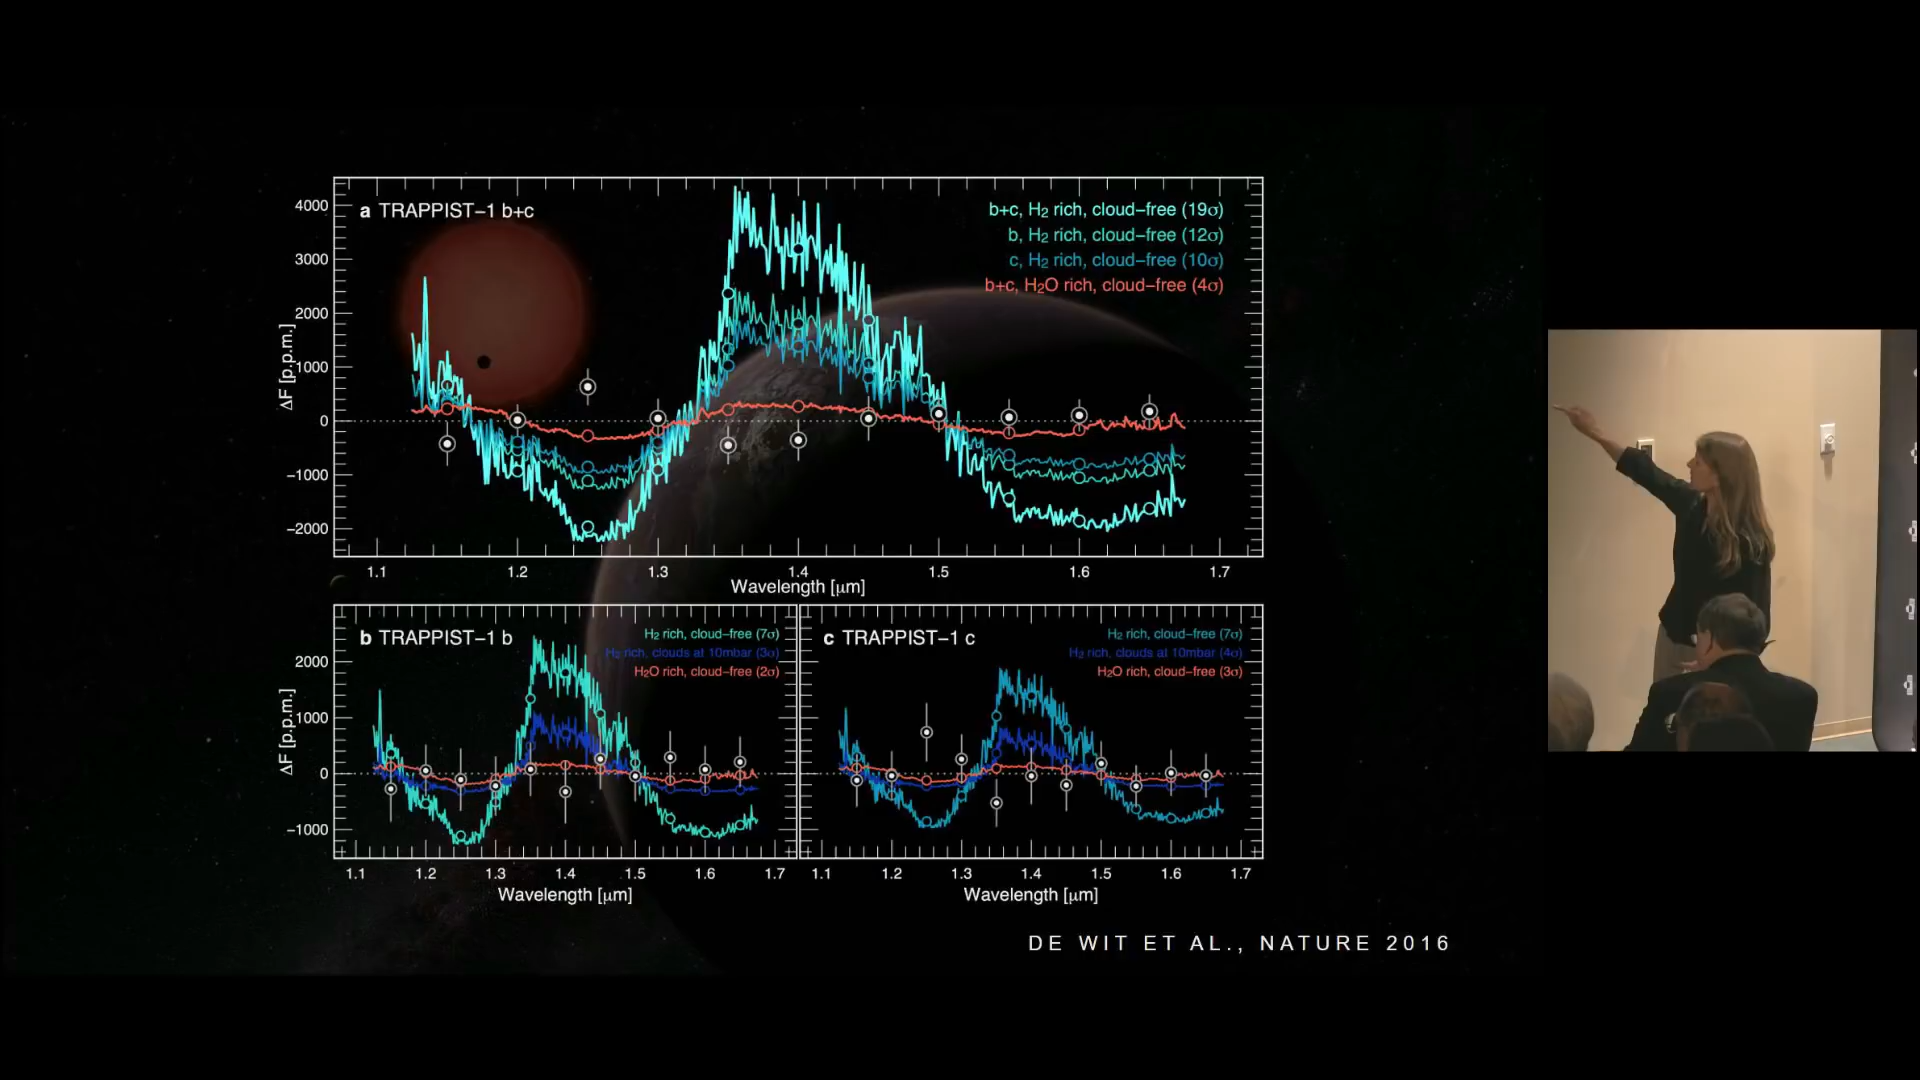 a TRAPPIST−1 b+c
b+c, H₂ rich, cloud−free (19σ)
b, H₂ rich, cloud−free (12σ)
c, H₂ rich, cloud−free (10σ)
b+c, H₂O rich, cloud−free (4σ)
ΔF [p.p.m.]
4000
3000
2000
1000
0
−1000
−2000
1.1 1.2 1.3 1.4 1.5 1.6 1.7
Wavelength [μm]
b TRAPPIST−1 b
H₂ rich, cloud−free (7σ)
H₂ rich, clouds at 10mbar (3σ)
H₂O rich, cloud−free (2σ)
ΔF [p.p.m.]
2000
1000
0
−1000
1.1 1.2 1.3 1.4 1.5 1.6 1.7
Wavelength [μm]
c TRAPPIST−1 c
H₂ rich, cloud−free (7σ)
H₂ rich, clouds at 10mbar (4σ)
H₂O rich, cloud−free (3σ)
1.1 1.2 1.3 1.4 1.5 1.6 1.7
Wavelength [μm]
DE WIT ET AL., NATURE 2016